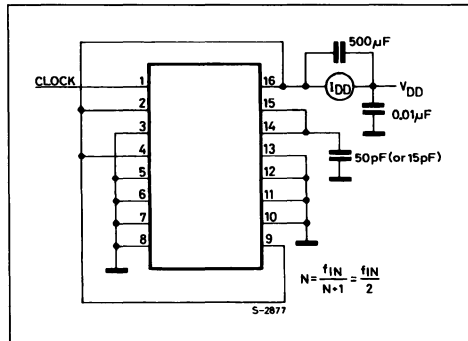 500µF
CLOCK
1
16
IDD
VDD
2
15
0,01µF
3
14
4
13
50pF (or 15pF)
5
12
6
11
7
10
8
9
N = fIN / N+1 = fIN / 2
S-2877